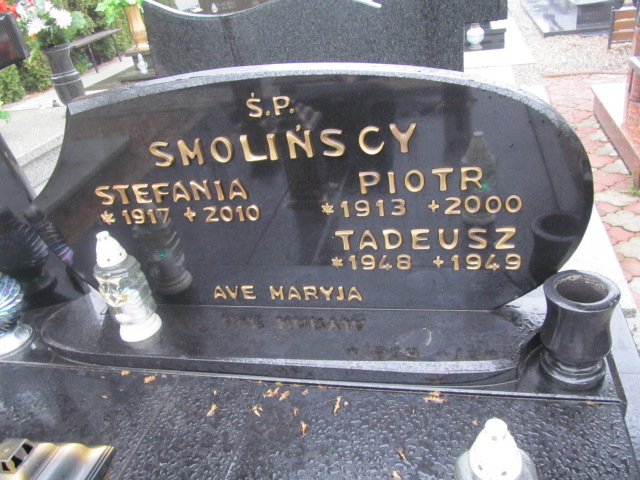 Ś.P.
SMOLIŃSCY
STEFANIA
*1917 +2010
PIOTR
*1913 +2000
TADEUSZ
*1948 +1949
AVE MARYJA